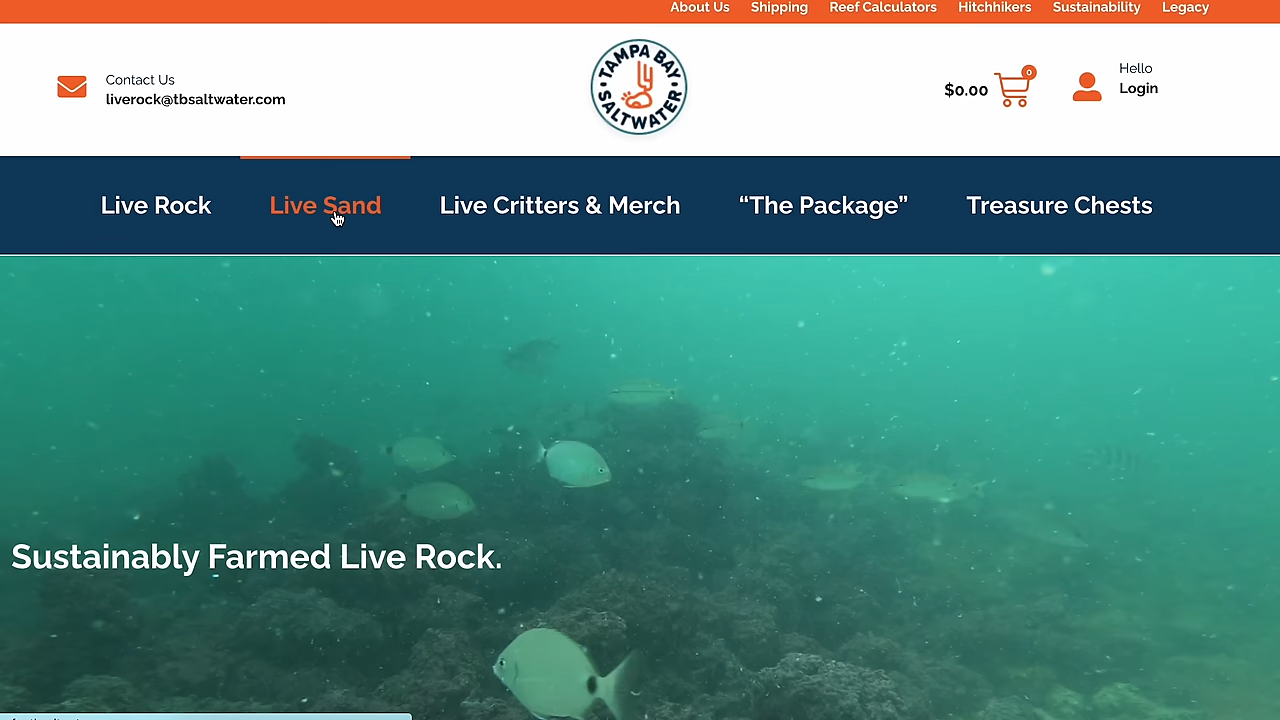 About Us Shipping Reef Calculators Hitchhikers Sustainability Legacy
Contact Us
liverock@tbsaltwater.com
TAMPA BAY
SALTWATER
$0.00
0
Hello
Login
Live Rock Live Sand Live Critters & Merch “The Package” Treasure Chests
Sustainably Farmed Live Rock.